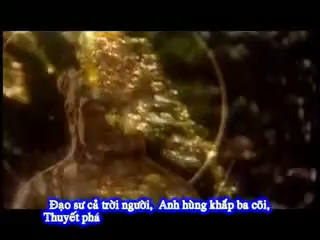 Đạo sư cả trời người, Anh hùng khắp ba cõi,
Thuyết phá